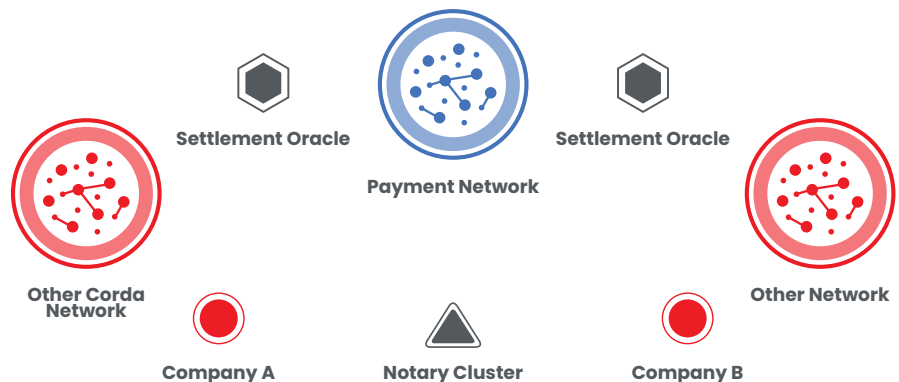 Settlement Oracle
Settlement Oracle
Payment Network
Other Corda
Network
Other Network
Company A
Notary Cluster
Company B